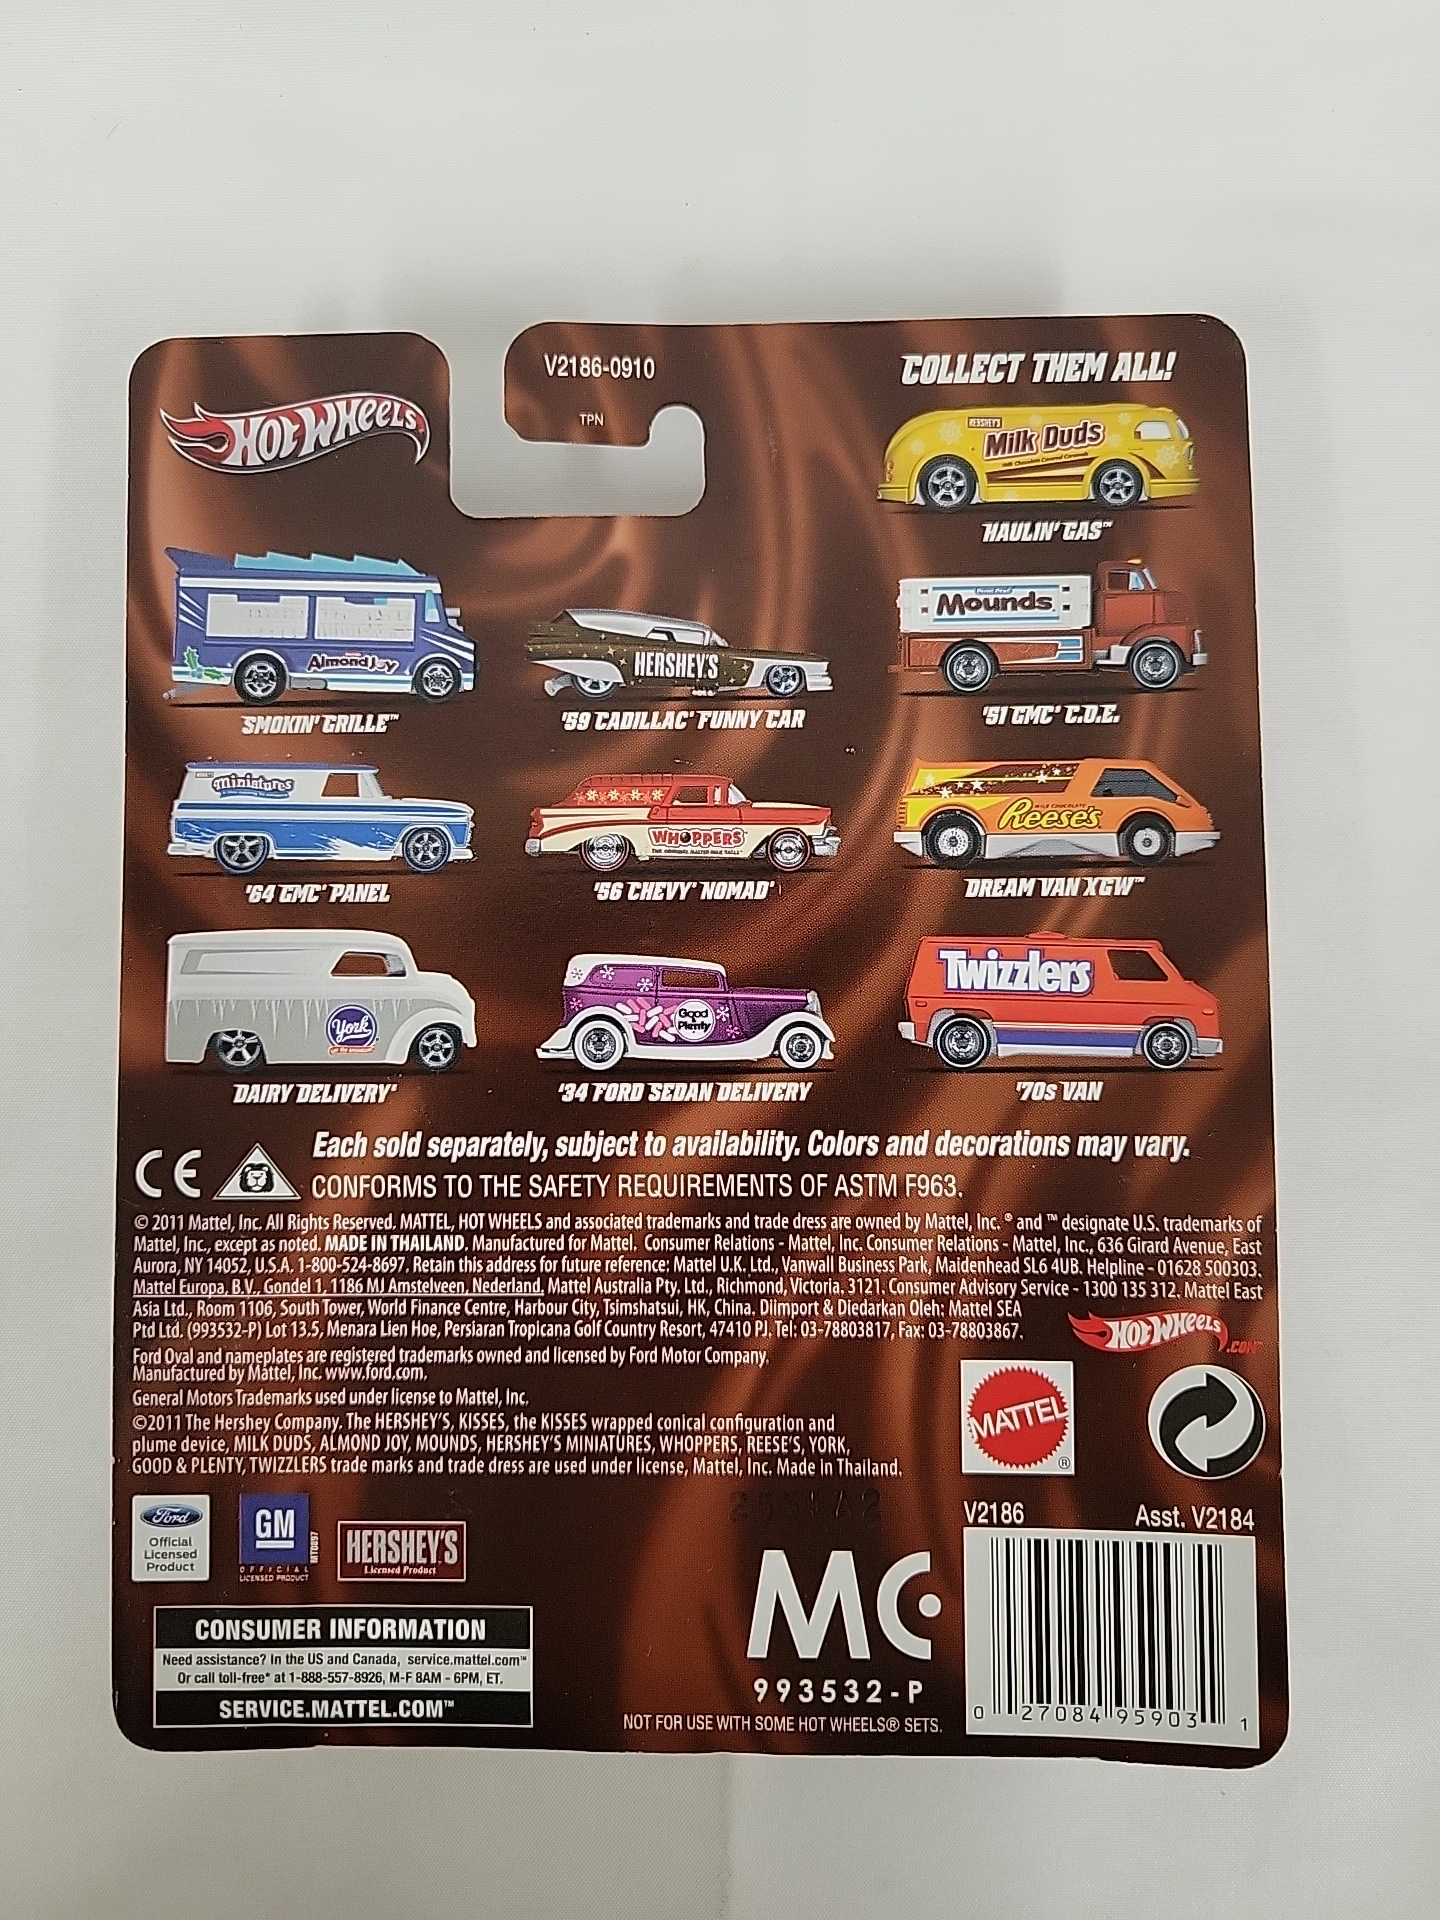 V2186-0910
TPN
HOT WHEELS
COLLECT THEM ALL!
HERSHEY'S
Milk Duds
HAULIN' GAS™
Almond Joy
SMOKIN' GRILLE™
HERSHEY'S
'59 CADILLAC® FUNNY CAR
Mounds
'51 GMC® C.O.E.
miniatures
'64 GMC® PANEL
WHOPPERS
'56 CHEVY® NOMAD®
MILK CHOCOLATE
Reese's
DREAM VAN XGW™
York
DAIRY DELIVERY®
Good & Plenty
'34 FORD SEDAN DELIVERY
Twizzlers
'70s VAN
CE
Each sold separately, subject to availability. Colors and decorations may vary.
CONFORMS TO THE SAFETY REQUIREMENTS OF ASTM F963.
© 2011 Mattel, Inc. All Rights Reserved. MATTEL, HOT WHEELS and associated trademarks and trade dress are owned by Mattel, Inc. ® and ™ designate U.S. trademarks of
Mattel, Inc., except as noted. MADE IN THAILAND. Manufactured for Mattel. Consumer Relations - Mattel, Inc. Consumer Relations - Mattel, Inc., 636 Girard Avenue, East
Aurora, NY 14052, U.S.A. 1-800-524-8697. Retain this address for future reference: Mattel U.K. Ltd., Vanwall Business Park, Maidenhead SL6 4UB. Helpline - 01628 500303.
Mattel Europa, B.V., Gondel 1, 1186 MJ Amstelveen, Nederland. Mattel Australia Pty. Ltd., Richmond, Victoria. 3121. Consumer Advisory Service - 1300 135 312. Mattel East
Asia Ltd., Room 1106, South Tower, World Finance Centre, Harbour City, Tsimshatsui, HK, China. Diimport & Diedarkan Oleh: Mattel SEA
Ptd Ltd. (993532-P) Lot 13.5, Menara Lien Hoe, Persiaran Tropicana Golf Country Resort, 47410 PJ. Tel: 03-78803817, Fax: 03-78803867.
HOT WHEELS.COM™
Ford Oval and nameplates are registered trademarks owned and licensed by Ford Motor Company.
Manufactured by Mattel, Inc. www.ford.com.
General Motors Trademarks used under license to Mattel, Inc.
©2011 The Hershey Company. The HERSHEY'S, KISSES, the KISSES wrapped conical configuration and
plume device, MILK DUDS, ALMOND JOY, MOUNDS, HERSHEY'S MINIATURES, WHOPPERS, REESE'S, YORK,
GOOD & PLENTY, TWIZZLERS trade marks and trade dress are used under license, Mattel, Inc. Made in Thailand.
MATTEL®
Ford
Official
Licensed
Product
GM
OFFICIAL
LICENSED PRODUCT
MT0897
HERSHEY'S
Licensed Product
V2186 Asst. V2184
MC
993532-P
NOT FOR USE WITH SOME HOT WHEELS® SETS.
CONSUMER INFORMATION
Need assistance? In the US and Canada, service.mattel.com™
Or call toll-free* at 1-888-557-8926, M-F 8AM - 6PM, ET.
SERVICE.MATTEL.COM™
0 27084 95903 1